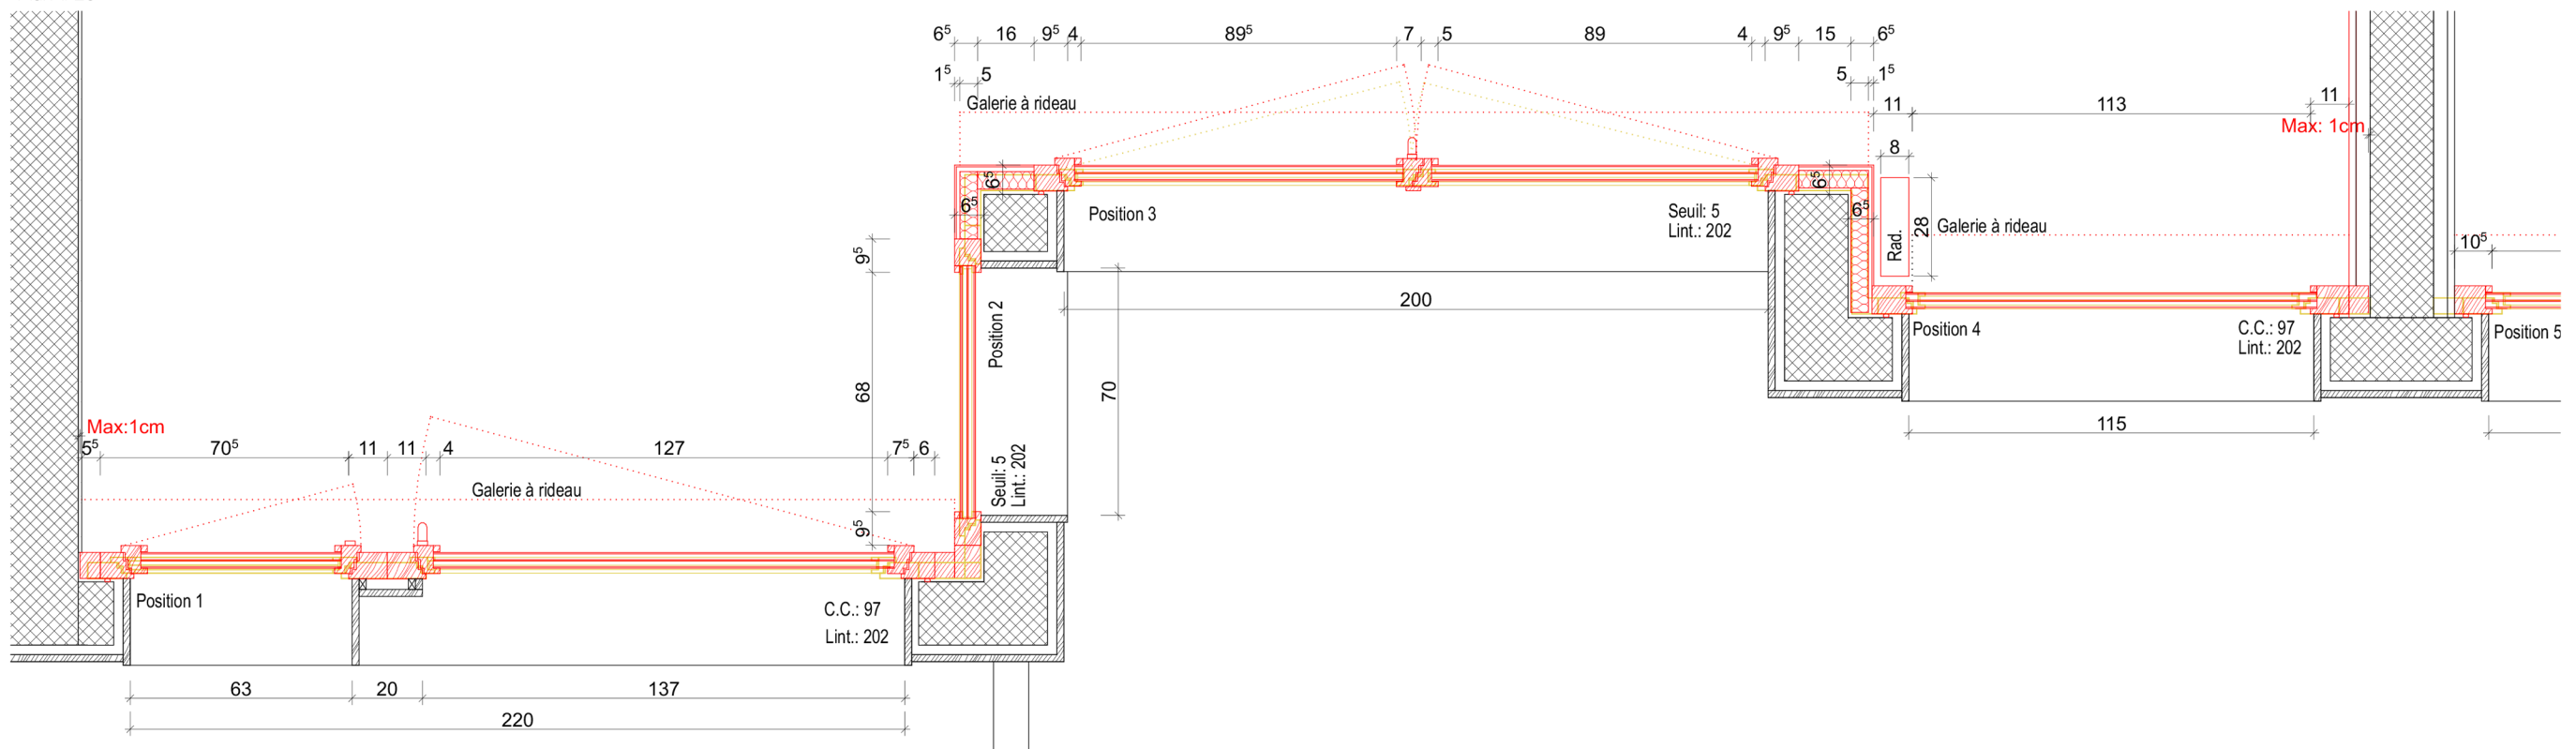 6⁵ 16 9⁵ 4 89⁵ 7 5 89 4 9⁵ 15 6⁵
1⁵ 5 5 1⁵
Galerie à rideau
11 113 11
Max: 1cm
8
6⁵ 6⁵
6⁵ 6⁵
Position 3
Seuil: 5
Lint.: 202
Rad.
28
Galerie à rideau
10⁵
9⁵
200
Position 2
68
70
Position 4
C.C.: 97
Lint.: 202
Position 5
115
Max:1cm
5⁵ 70⁵ 11 11 4 127 7⁵ 6
Seuil: 5
Lint.: 202
Galerie à rideau
9⁵
Position 1
C.C.: 97
Lint.: 202
63 20 137
220